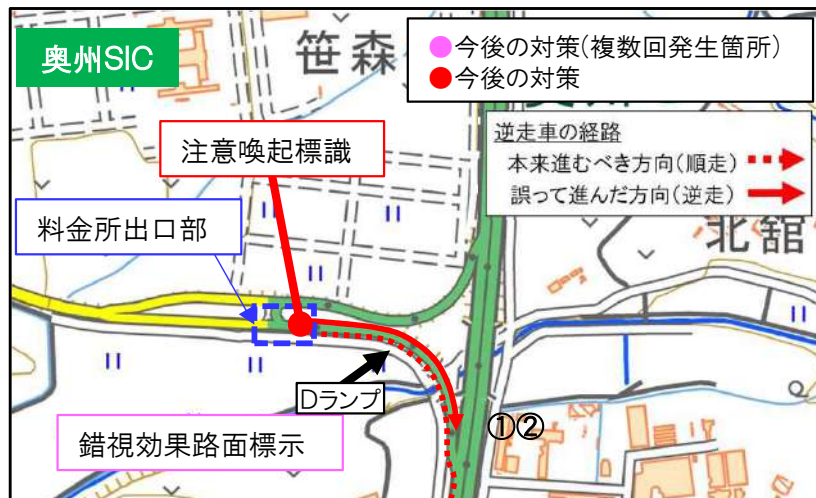 奥州SIC
笹森
●今後の対策(複数回発生箇所)
●今後の対策
逆走車の経路
本来進むべき方向(順走)
誤って進んだ方向(逆走)
注意喚起標識
料金所出口部
北舘
Dランプ
①②
錯視効果路面標示